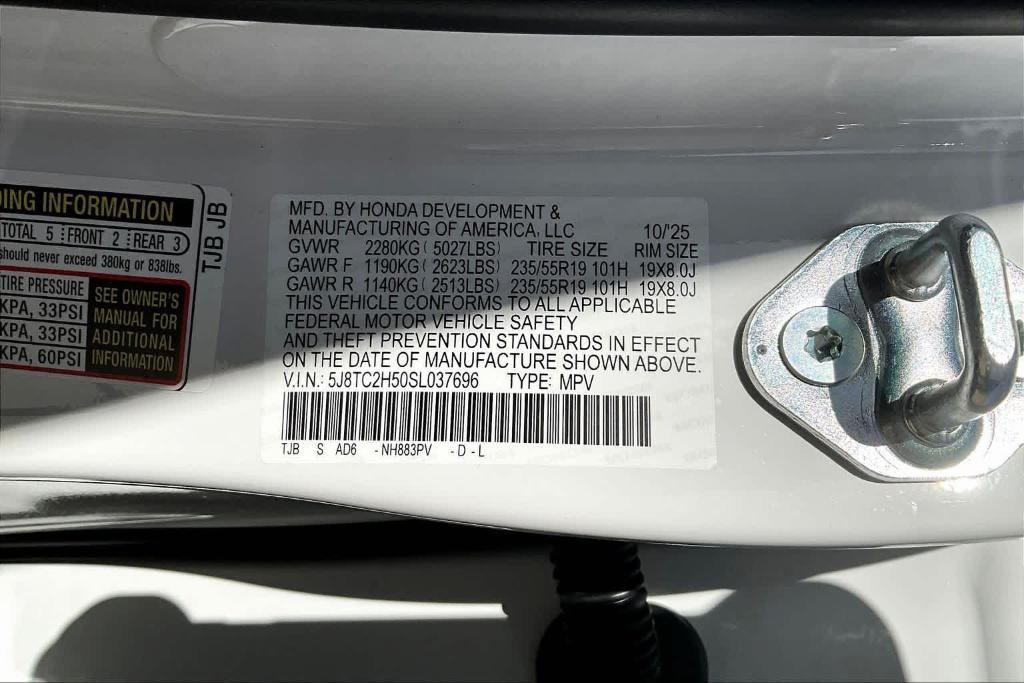 DING INFORMATION
TOTAL 5 FRONT 2 REAR 3
should never exceed 380kg or 838lbs.
TIRE PRESSURE
KPA, 33PSI
KPA, 33PSI
KPA, 60PSI
SEE OWNER'S
MANUAL FOR
ADDITIONAL
INFORMATION
TJB JB
MFD. BY HONDA DEVELOPMENT &
MANUFACTURING OF AMERICA, LLC 10/'25
GVWR 2280KG ( 5027LBS) TIRE SIZE RIM SIZE
GAWR F 1190KG ( 2623LBS) 235/55R19 101H 19X8.0J
GAWR R 1140KG ( 2513LBS) 235/55R19 101H 19X8.0J
THIS VEHICLE CONFORMS TO ALL APPLICABLE
FEDERAL MOTOR VEHICLE SAFETY
AND THEFT PREVENTION STANDARDS IN EFFECT
ON THE DATE OF MANUFACTURE SHOWN ABOVE.
V.I.N.: 5J8TC2H50SL037696 TYPE: MPV
TJB S AD6 -NH883PV -D-L